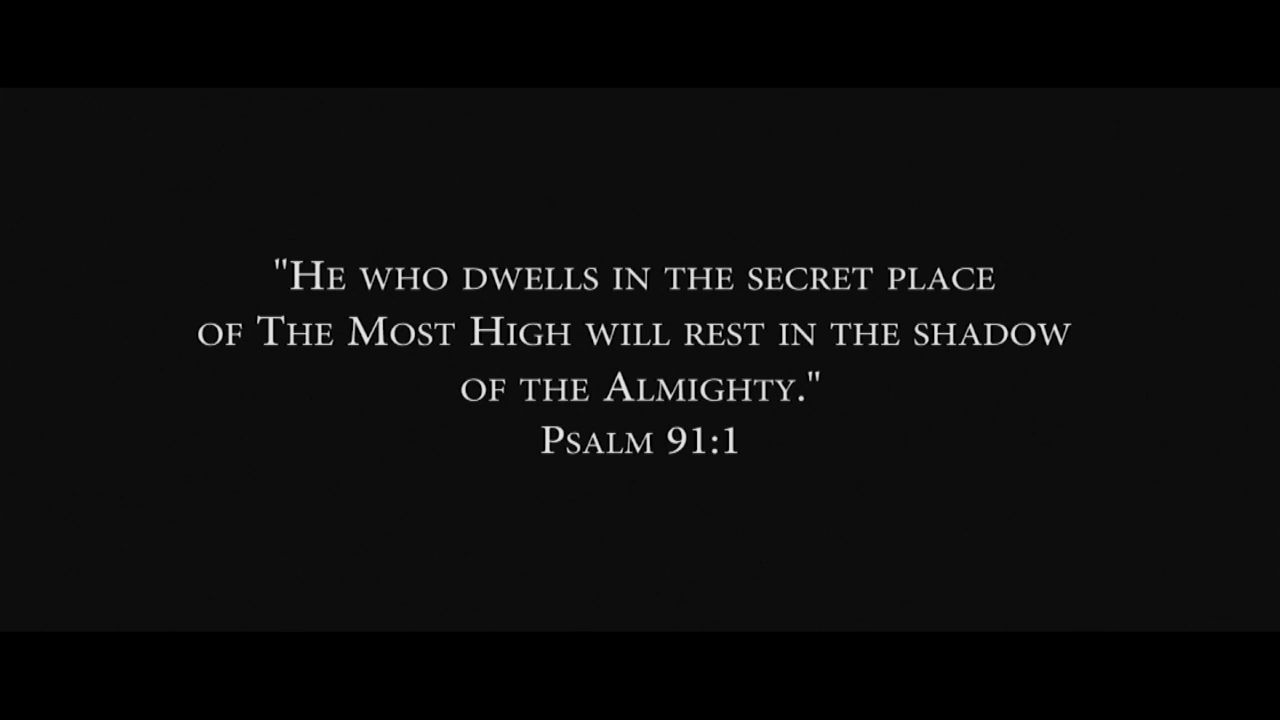 "He who dwells in the secret place
of The Most High will rest in the shadow
of the Almighty."
Psalm 91:1